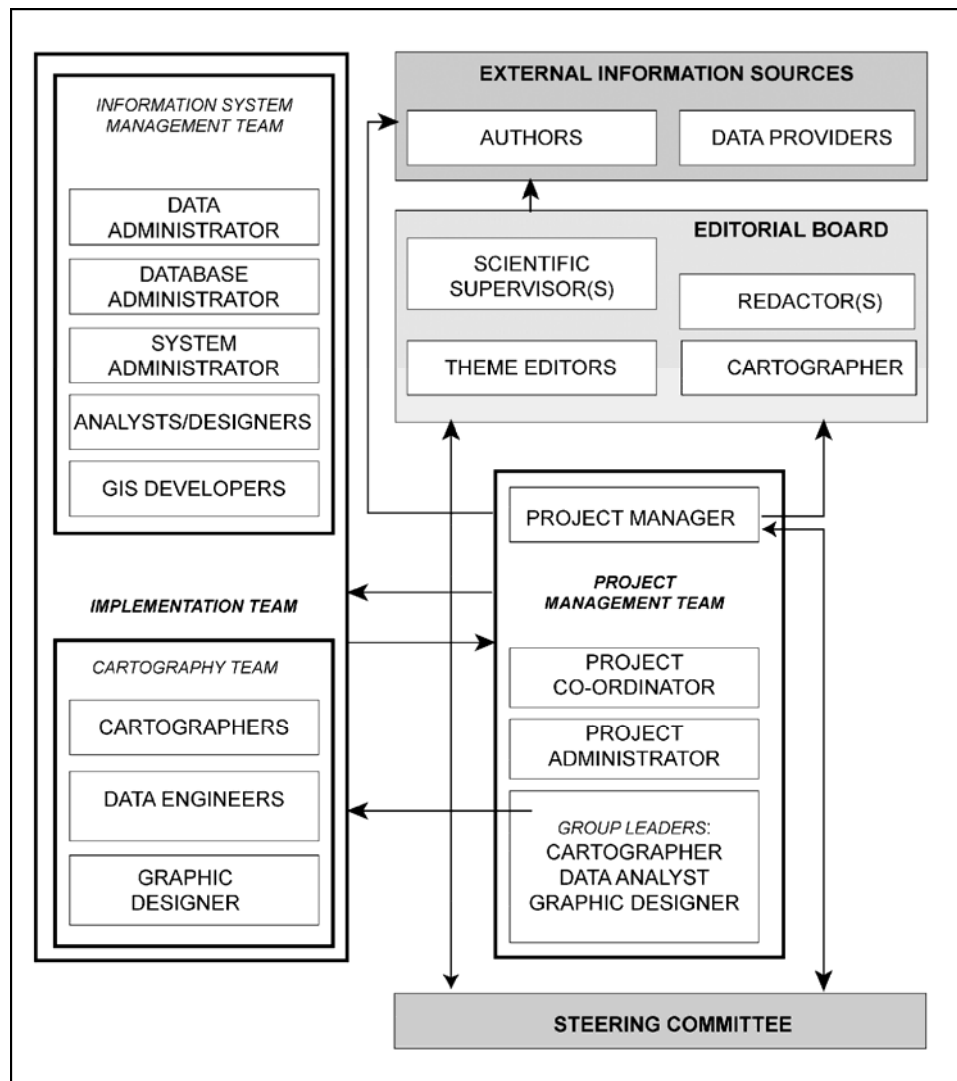 INFORMATION SYSTEM
MANAGEMENT TEAM
DATA
ADMINISTRATOR
DATABASE
ADMINISTRATOR
SYSTEM
ADMINISTRATOR
ANALYSTS/DESIGNERS
GIS DEVELOPERS
IMPLEMENTATION TEAM
CARTOGRAPHY TEAM
CARTOGRAPHERS
DATA ENGINEERS
GRAPHIC
DESIGNER
EXTERNAL INFORMATION SOURCES
AUTHORS
DATA PROVIDERS
EDITORIAL BOARD
SCIENTIFIC
SUPERVISOR(S)
REDACTOR(S)
THEME EDITORS
CARTOGRAPHER
PROJECT MANAGER
PROJECT
MANAGEMENT TEAM
PROJECT
CO-ORDINATOR
PROJECT
ADMINISTRATOR
GROUP LEADERS:
CARTOGRAPHER
DATA ANALYST
GRAPHIC DESIGNER
STEERING COMMITTEE